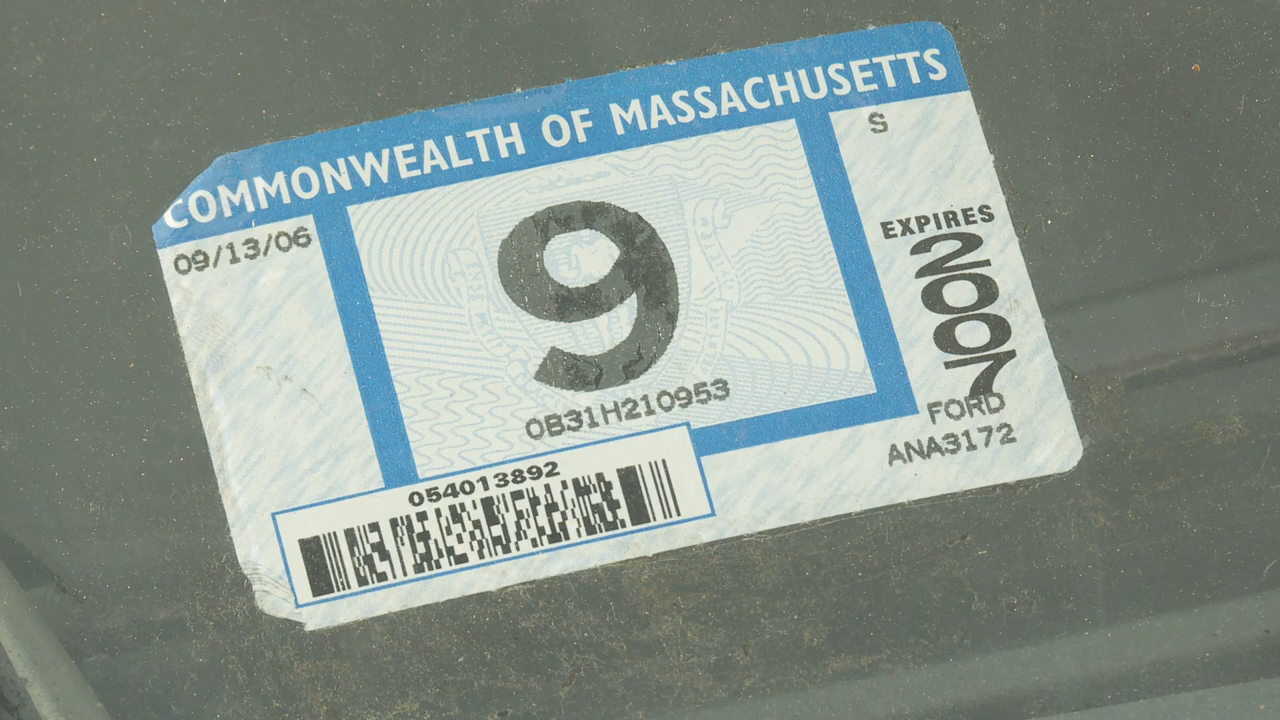 COMMONWEALTH OF MASSACHUSETTS
S
09/13/06
9
EXPIRES
2007
0B31H210953
FORD
ANA3172
054013892